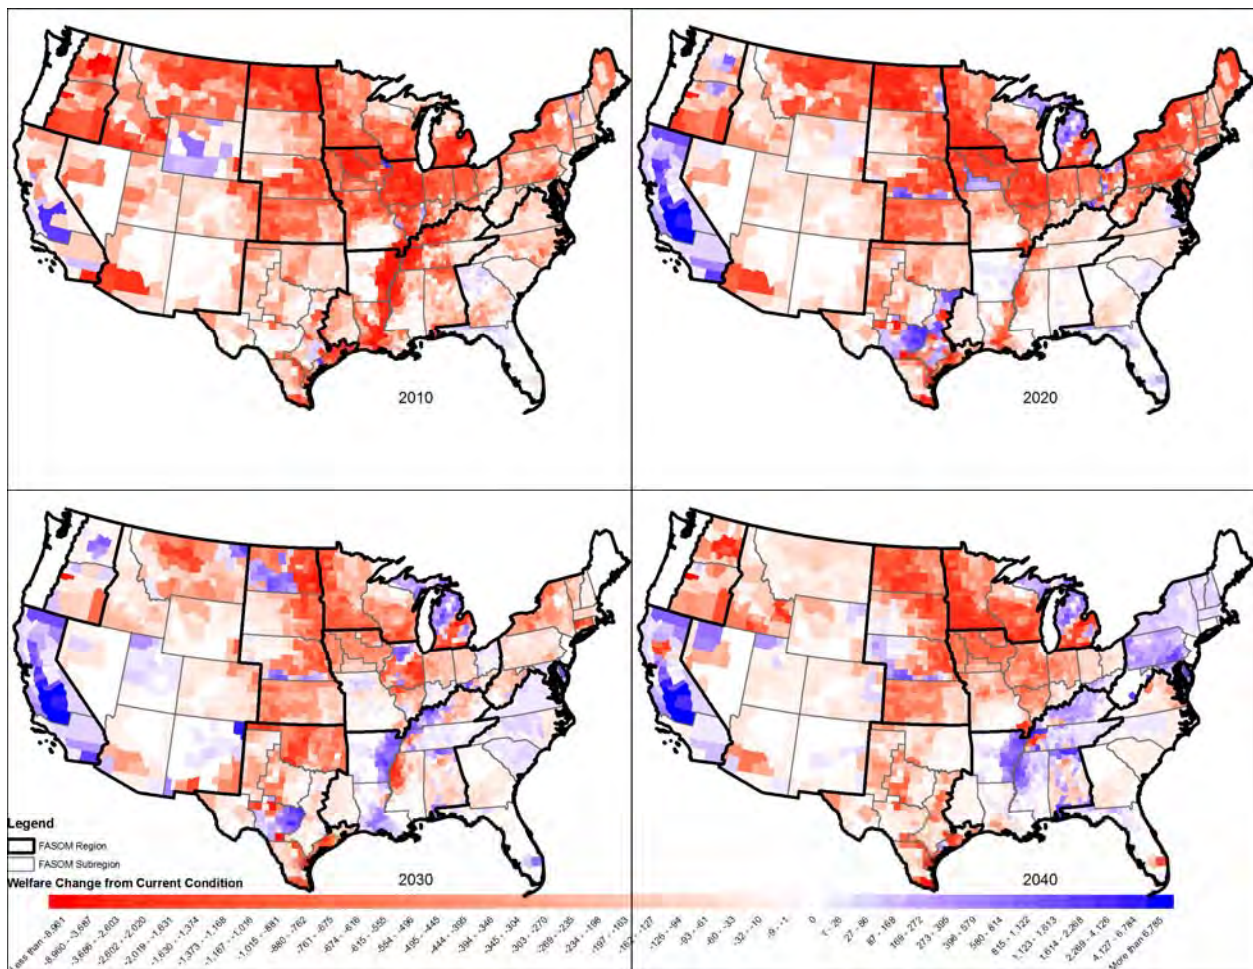 2010
2020
2030
2040
Legend
FASOM Region
FASOM Subregion
Welfare Change from Current Condition
Less than -8,961
-8,960 - -3,687
-3,686 - -2,603
-2,602 - -2,020
-2,019 - -1,631
-1,630 - -1,374
-1,373 - -1,168
-1,167 - -1,016
-1,015 - -881
-880 - -762
-761 - -675
-674 - -616
-615 - -555
-554 - -496
-495 - -445
-444 - -395
-394 - -346
-345 - -304
-303 - -270
-269 - -235
-234 - -198
-197 - -163
-162 - -127
-126 - -94
-93 - -61
-60 - -33
-32 - -10
-9 - -1
0
1 - 26
27 - 86
87 - 168
169 - 272
273 - 395
396 - 579
580 - 814
815 - 1,122
1,123 - 1,613
1,614 - 2,268
2,269 - 4,126
4,127 - 6,784
More than 6,785